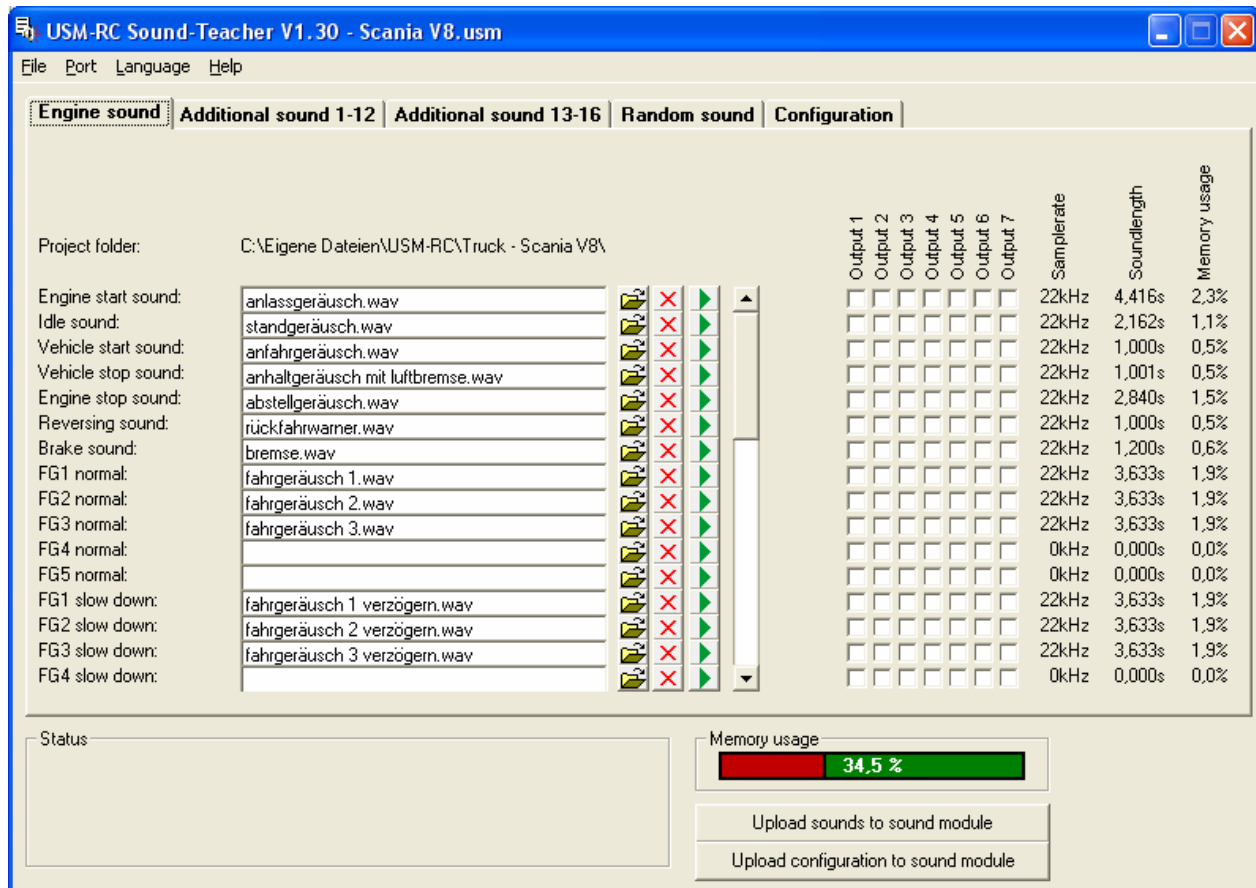 USM-RC Sound-Teacher V1.30 - Scania V8.usm
File Port Language Help
Engine sound Additional sound 1-12 Additional sound 13-16 Random sound Configuration
Project folder: C:\Eigene Dateien\USM-RC\Truck - Scania V8\
Output 1 Output 2 Output 3 Output 4 Output 5 Output 6 Output 7 Samplerate Soundlength Memory usage
Engine start sound: anlassgeräusch.wav 22kHz 4,416s 2,3%
Idle sound: standgeräusch.wav 22kHz 2,162s 1,1%
Vehicle start sound: anfahrgeräusch.wav 22kHz 1,000s 0,5%
Vehicle stop sound: anhaltgeräusch mit luftbremse.wav 22kHz 1,001s 0,5%
Engine stop sound: abstellgeräusch.wav 22kHz 2,840s 1,5%
Reversing sound: rückfahrwarner.wav 22kHz 1,000s 0,5%
Brake sound: bremse.wav 22kHz 1,200s 0,6%
FG1 normal: fahrgeräusch 1.wav 22kHz 3,633s 1,9%
FG2 normal: fahrgeräusch 2.wav 22kHz 3,633s 1,9%
FG3 normal: fahrgeräusch 3.wav 22kHz 3,633s 1,9%
FG4 normal: 0kHz 0,000s 0,0%
FG5 normal: 0kHz 0,000s 0,0%
FG1 slow down: fahrgeräusch 1 verzögern.wav 22kHz 3,633s 1,9%
FG2 slow down: fahrgeräusch 2 verzögern.wav 22kHz 3,633s 1,9%
FG3 slow down: fahrgeräusch 3 verzögern.wav 22kHz 3,633s 1,9%
FG4 slow down: 0kHz 0,000s 0,0%
Status
Memory usage
34,5 %
Upload sounds to sound module
Upload configuration to sound module